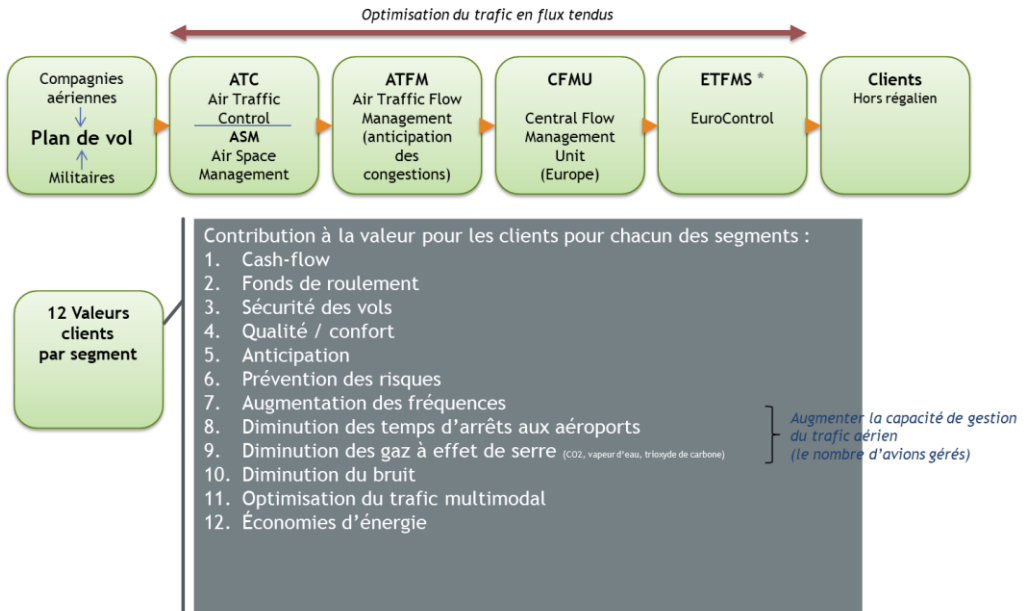 Optimisation du trafic en flux tendus
Compagnies
aériennes
Plan de vol
Militaires
ATC
Air Traffic
Control
ASM
Air Space
Management
ATFM
Air Traffic Flow
Management
(anticipation
des
congestions)
CFMU
Central Flow
Management
Unit
(Europe)
ETFMS *
EuroControl
Clients
Hors régalien
12 Valeurs
clients
par segment
Contribution à la valeur pour les clients pour chacun des segments :
1. Cash-flow
2. Fonds de roulement
3. Sécurité des vols
4. Qualité / confort
5. Anticipation
6. Prévention des risques
7. Augmentation des fréquences
8. Diminution des temps d’arrêts aux aéroports
9. Diminution des gaz à effet de serre (CO2, vapeur d’eau, trioxyde de carbone)
10. Diminution du bruit
11. Optimisation du trafic multimodal
12. Économies d’énergie
Augmenter la capacité de gestion
du trafic aérien
(le nombre d’avions gérés)